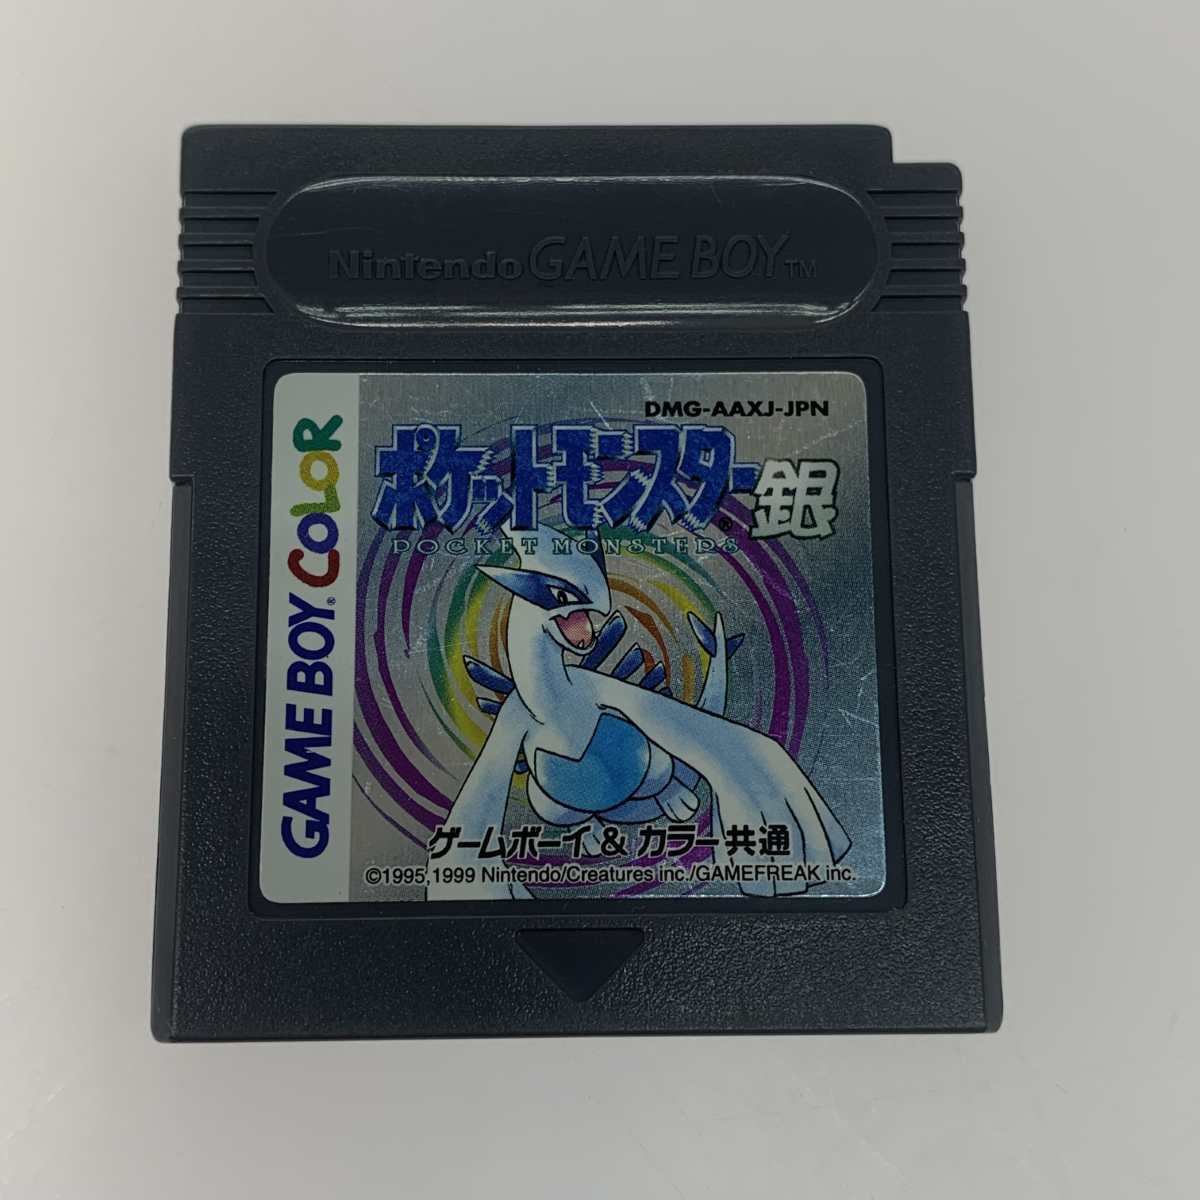 Nintendo GAME BOY TM
DMG-AAXJ-JPN
ポケットモンスター® 銀
POCKET MONSTERS
GAME BOY® COLOR
ゲームボーイ & カラー共通
©1995,1999 Nintendo/Creatures inc./GAMEFREAK inc.